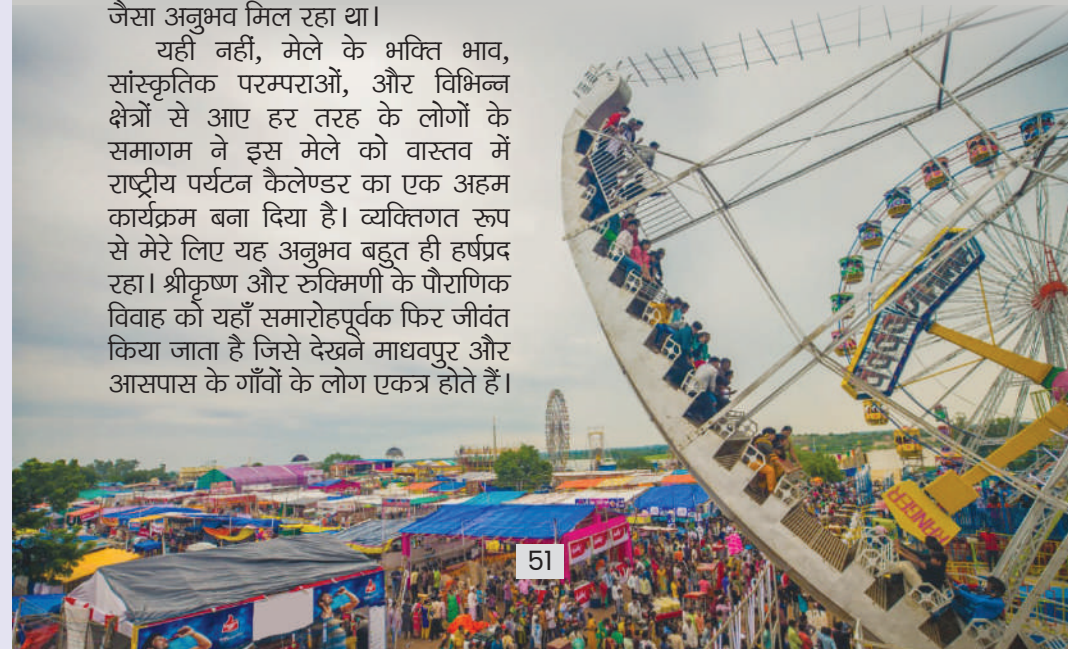 जैसा अनुभव मिल रहा था।
यही नहीं, मेले के भक्ति भाव,
सांस्कृतिक परम्पराओं, और विभिन्न
क्षेत्रों से आए हर तरह के लोगों के
समागम ने इस मेले को वास्तव में
राष्ट्रीय पर्यटन कैलेण्डर का एक अहम
कार्यक्रम बना दिया है। व्यक्तिगत रूप
से मेरे लिए यह अनुभव बहुत ही हर्षप्रद
रहा। श्रीकृष्ण और रुक्मिणी के पौराणिक
विवाह को यहाँ समारोहपूर्वक फिर जीवंत
किया जाता है जिसे देखने माधवपुर और
आसपास के गाँवों के लोग एकत्र होते हैं।
51